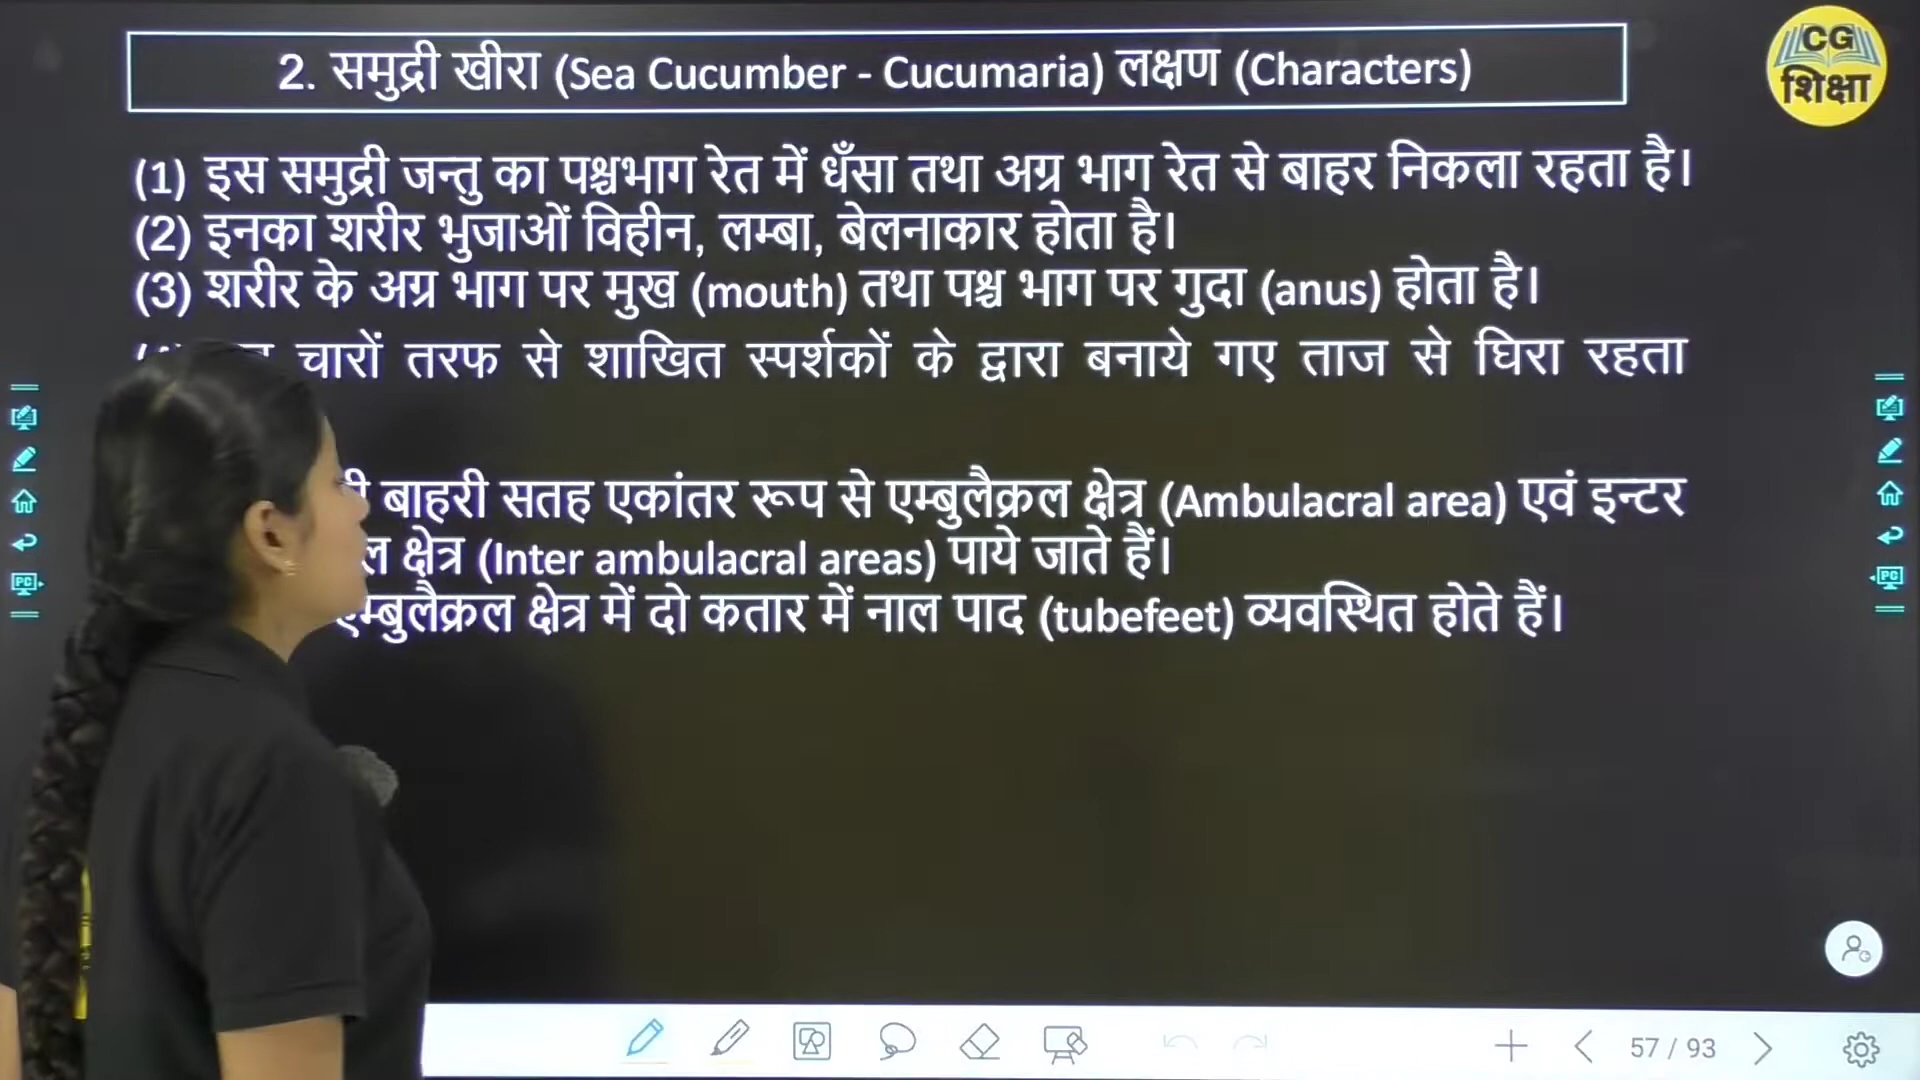 2. समुद्री खीरा (Sea Cucumber - Cucumaria) लक्षण (Characters)
CG
शिक्षा
(1) इस समुद्री जन्तु का पश्चभाग रेत में धँसा तथा अग्र भाग रेत से बाहर निकला रहता है।
(2) इनका शरीर भुजाओं विहीन, लम्बा, बेलनाकार होता है।
(3) शरीर के अग्र भाग पर मुख (mouth) तथा पश्च भाग पर गुदा (anus) होता है।
चारों तरफ से शाखित स्पर्शकों के द्वारा बनाये गए ताज से घिरा रहता
बाहरी सतह एकांतर रूप से एम्बुलैक्रल क्षेत्र (Ambulacral area) एवं इन्टर
क्षेत्र (Inter ambulacral areas) पाये जाते हैं।
एम्बुलैक्रल क्षेत्र में दो कतार में नाल पाद (tubefeet) व्यवस्थित होते हैं।
PC
PC
57 / 93